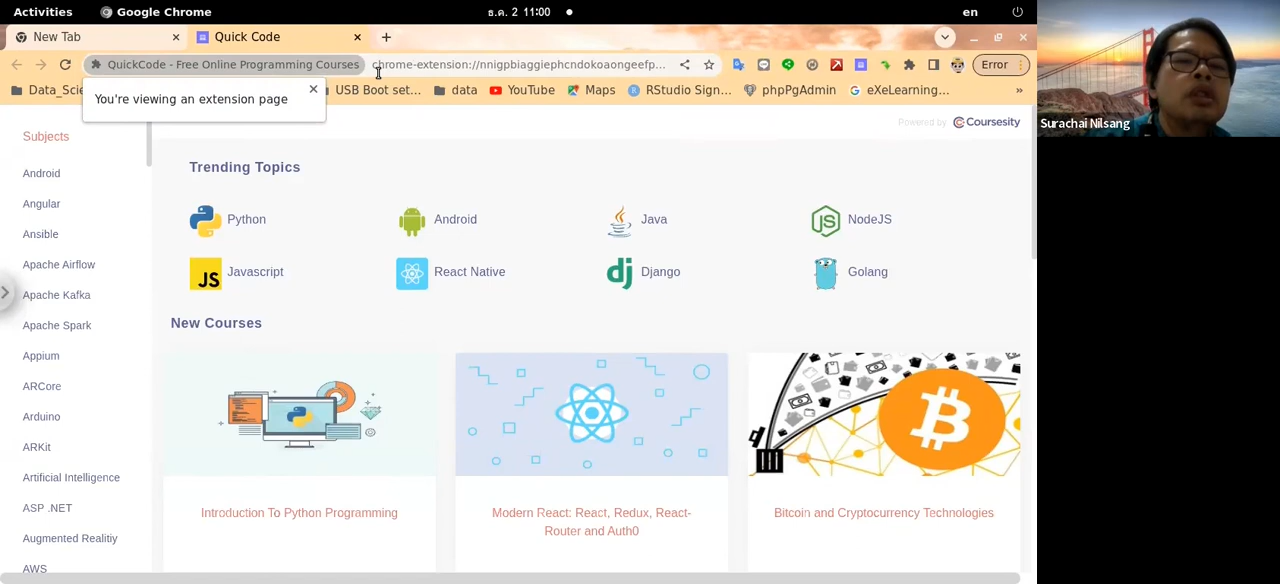 Activities Google Chrome ธ.ค. 2 11:00 en
New Tab Quick Code
QuickCode - Free Online Programming Courses chrome-extension://nnigpbiaggiephcndokoaongeefp... Error
Data_Scie USB Boot set... data YouTube Maps RStudio Sign... phpPgAdmin eXeLearning... »
You're viewing an extension page
Surachai Nilsang
Powered by Coursesity
Subjects
Android
Angular
Ansible
Apache Airflow
Apache Kafka
Apache Spark
Appium
ARCore
Arduino
ARKit
Artificial Intelligence
ASP .NET
Augmented Realitiy
AWS
Trending Topics
Python Android Java NodeJS
JS Javascript React Native dj Django Golang
New Courses
Introduction To Python Programming
Modern React: React, Redux, React-
Router and Auth0
Bitcoin and Cryptocurrency Technologies